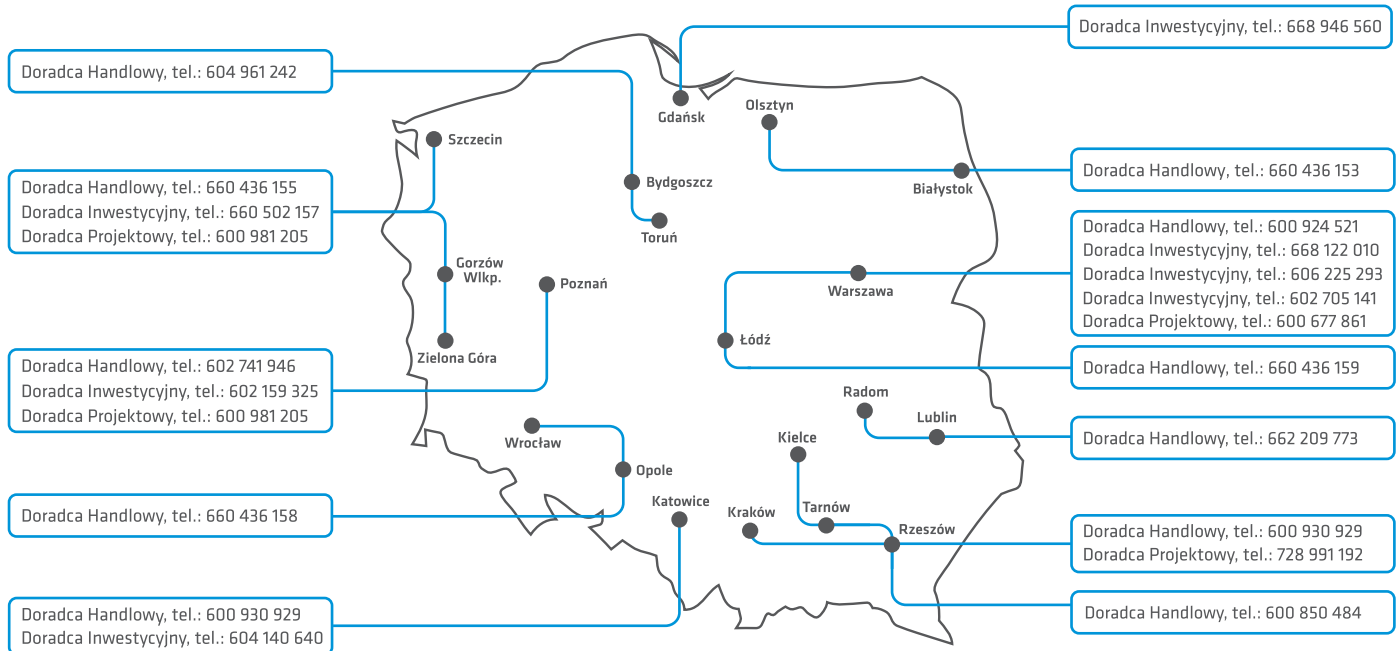 Doradca Inwestycyjny, tel.: 668 946 560
Doradca Handlowy, tel.: 604 961 242
Gdańsk
Olsztyn
Szczecin
Doradca Handlowy, tel.: 660 436 153
Białystok
Bydgoszcz
Toruń
Doradca Handlowy, tel.: 660 436 155
Doradca Inwestycyjny, tel.: 660 502 157
Doradca Projektowy, tel.: 600 981 205
Doradca Handlowy, tel.: 600 924 521
Doradca Inwestycyjny, tel.: 668 122 010
Doradca Inwestycyjny, tel.: 606 225 293
Doradca Inwestycyjny, tel.: 602 705 141
Doradca Projektowy, tel.: 600 677 861
Gorzów
Wlkp.
Poznań
Warszawa
Łódź
Zielona Góra
Doradca Handlowy, tel.: 660 436 159
Doradca Handlowy, tel.: 602 741 946
Doradca Inwestycyjny, tel.: 602 159 325
Doradca Projektowy, tel.: 600 981 205
Radom
Lublin
Doradca Handlowy, tel.: 662 209 773
Wrocław
Kielce
Opole
Katowice
Kraków
Tarnów
Rzeszów
Doradca Handlowy, tel.: 660 436 158
Doradca Handlowy, tel.: 600 930 929
Doradca Projektowy, tel.: 728 991 192
Doradca Handlowy, tel.: 600 930 929
Doradca Inwestycyjny, tel.: 604 140 640
Doradca Handlowy, tel.: 600 850 484